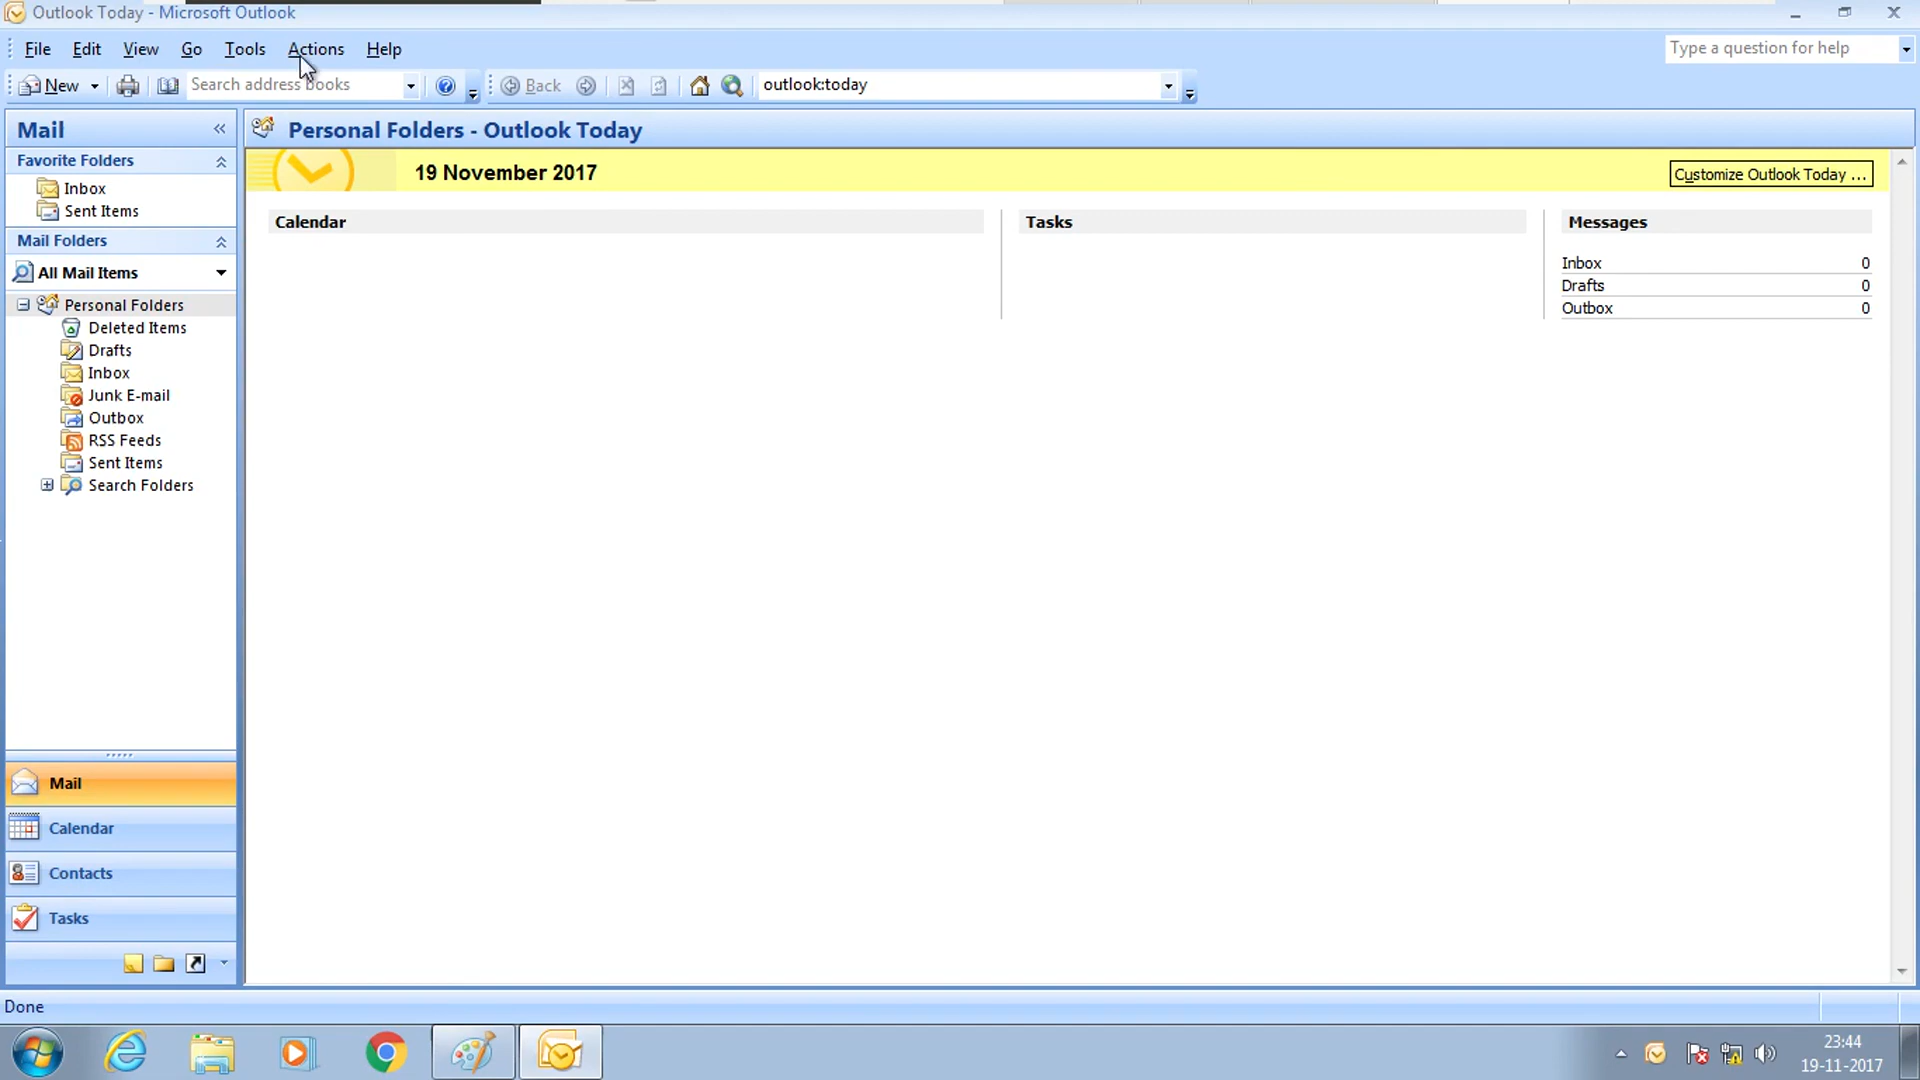 Outlook Today - Microsoft Outlook
File Edit View Go Tools Actions Help
Type a question for help
New Search address books Back outlook:today
Mail
Personal Folders - Outlook Today
Favorite Folders
Inbox
Sent Items
19 November 2017
Customize Outlook Today ...
Mail Folders
All Mail Items
Personal Folders
Deleted Items
Drafts
Inbox
Junk E-mail
Outbox
RSS Feeds
Sent Items
Search Folders
Calendar
Tasks
Messages
Inbox 0
Drafts 0
Outbox 0
Mail
Calendar
Contacts
Tasks
Done
23:44
19-11-2017